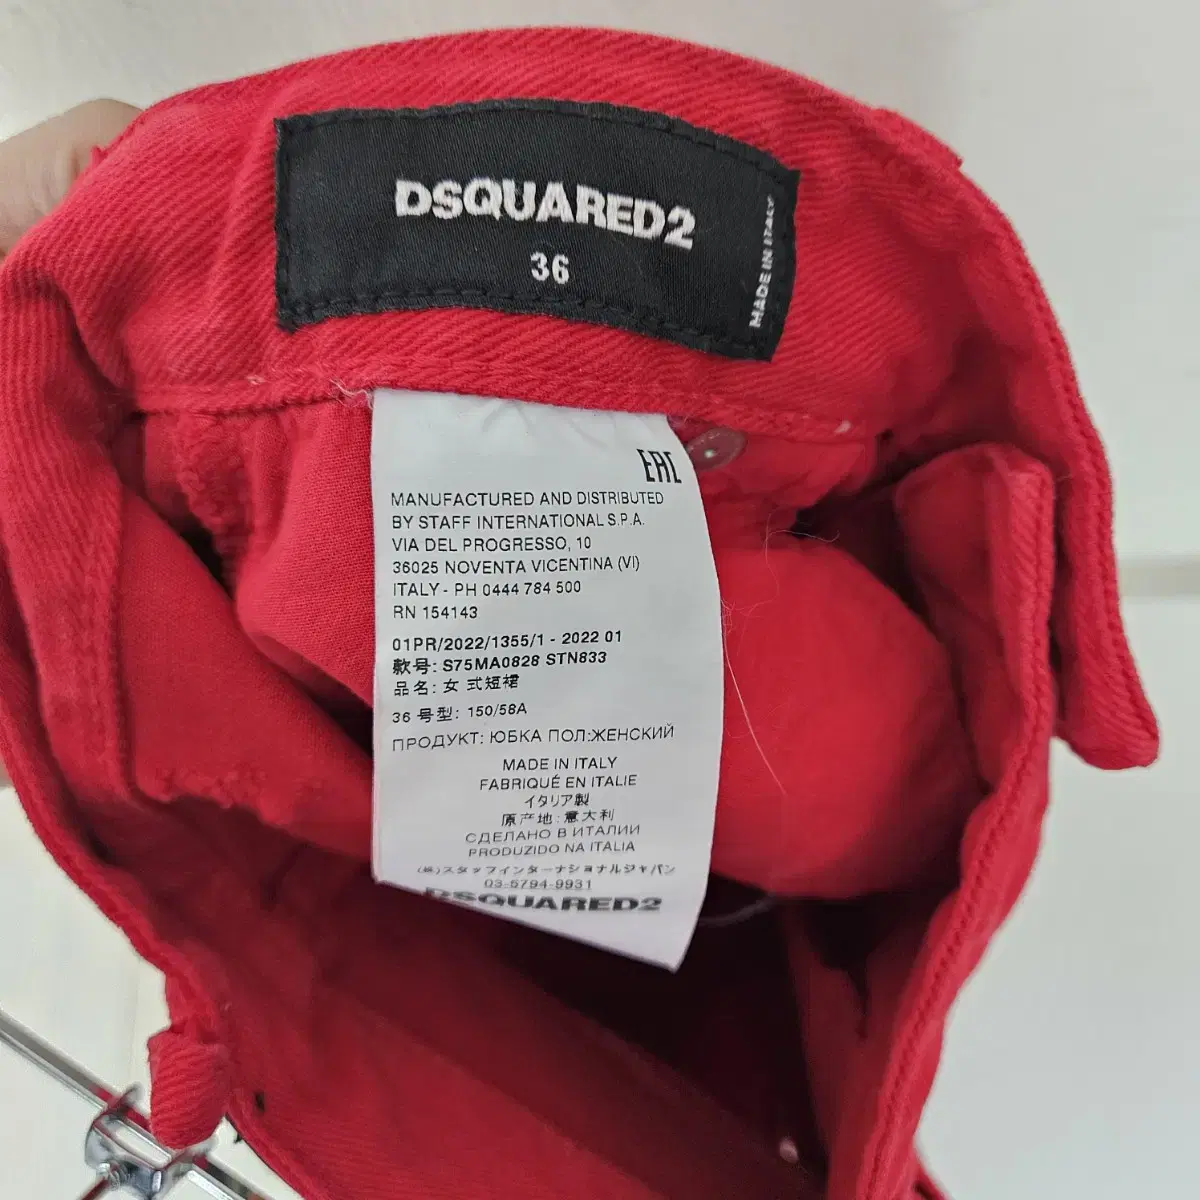 DSQUARED2
36
MADE IN ITALY
EAC
MANUFACTURED AND DISTRIBUTED
BY STAFF INTERNATIONAL S.P.A.
VIA DEL PROGRESSO, 10
36025 NOVENTA VICENTINA (VI)
ITALY - PH 0444 784 500
RN 154143
01PR/2022/1355/1 - 2022 01
款号: S75MA0828 STN833
品名: 女 式短裙
36 号型: 150/58A
ПРОДУКТ: ЮБКА ПОЛ:ЖЕНСКИЙ
MADE IN ITALY
FABRIQUÉ EN ITALIE
イタリア製
原产地: 意大利
СДЕЛАНО В ИТАЛИИ
PRODUZIDO NA ITALIA
(株)スタッフインターナショナルジャパン
03-5794-9931
DSQUARED2